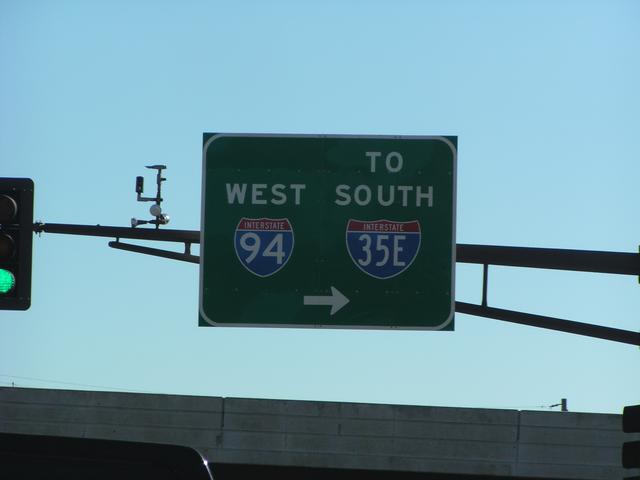 TO
WEST SOUTH
INTERSTATE INTERSTATE
94 35E